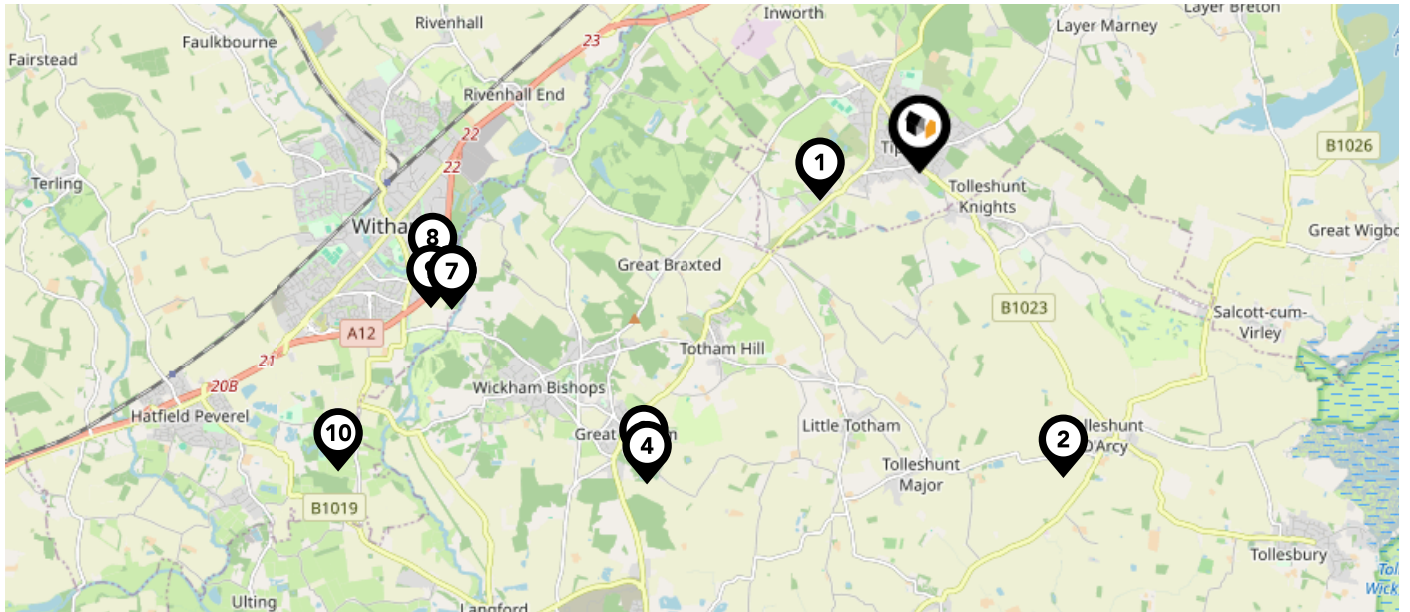 Rivenhall
Inworth
Layer Breton
Layer Marney
Faulkbourne
23
Fairstead
Rivenhall End
22
B1026
22
1
Terling
Tolleshunt
Knights
8
Great Braxted
7
B1023
Salcott-cum-
Virley
A12
Totham Hill
21
20B
Wickham Bishops
Hatfield Peverel
10
Great
4
Little Totham
2
D'Arcy
Tolleshunt
Major
B1019
Tollesbury
Ulting
Langford